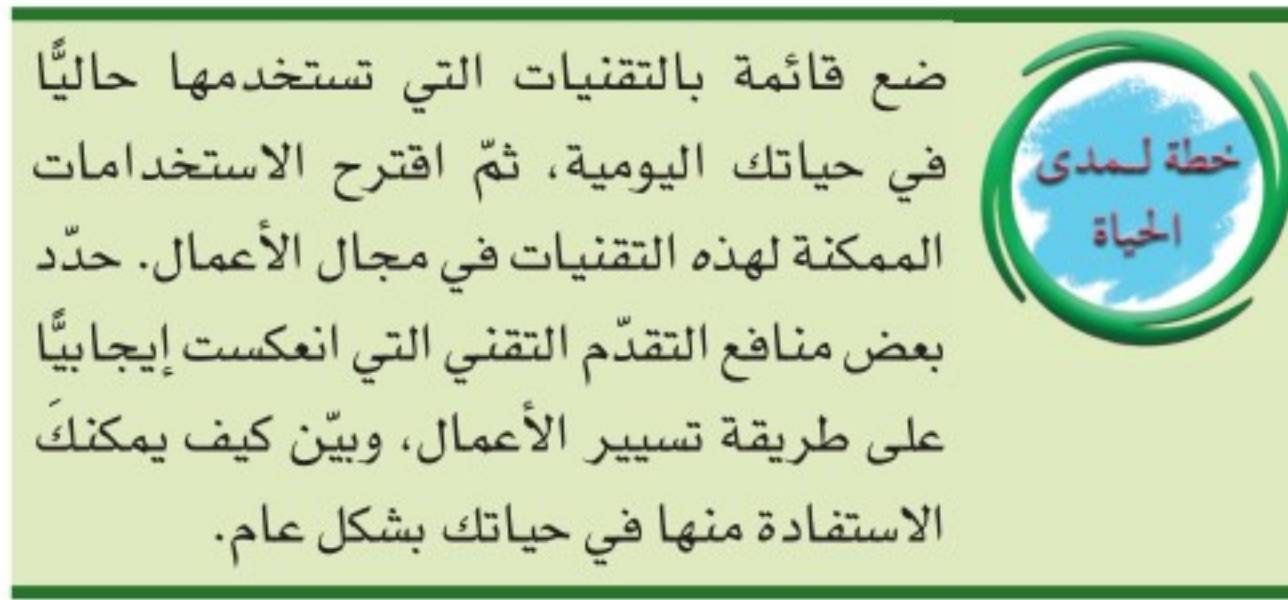 خطة لـمدى
الحياة
ضع قائمة بالتقنيات التي تستخدمها حاليًّا
في حياتك اليومية، ثمّ اقترح الاستخدامات
الممكنة لهذه التقنيات في مجال الأعمال. حدّد
بعض منافع التقدّم التقني التي انعكست إيجابيًّا
على طريقة تسيير الأعمال، وبيّن كيف يمكنكَ
الاستفادة منها في حياتك بشكل عام.